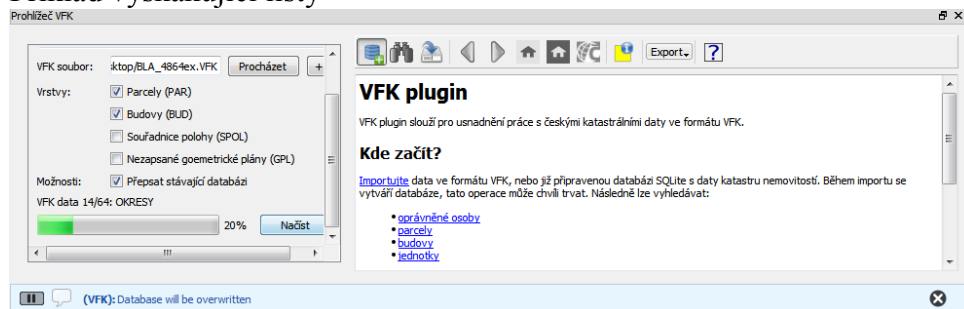 Prohlížeč VFK
VFK soubor: ktop/BLA_4864ex.VFK Procházet +
Vrstvy: Parcely (PAR)
Budovy (BUD)
Souřadnice polohy (SPOL)
Nezapsané goemetrické plány (GPL)
Možnosti: Přepsat stávající databázi
VFK data 14/64: OKRESY
20% Načíst
Export
?
VFK plugin
VFK plugin slouží pro usnadnění práce s českými katastrálními daty ve formátu VFK.
Kde začít?
Importujte data ve formátu VFK, nebo již připravenou databázi SQLite s daty katastru nemovitostí. Během importu se
vytváří databáze, tato operace může chvíli trvat. Následně lze vyhledávat:
oprávněné osoby
parcely
budovy
jednotky
(VFK): Database will be overwritten